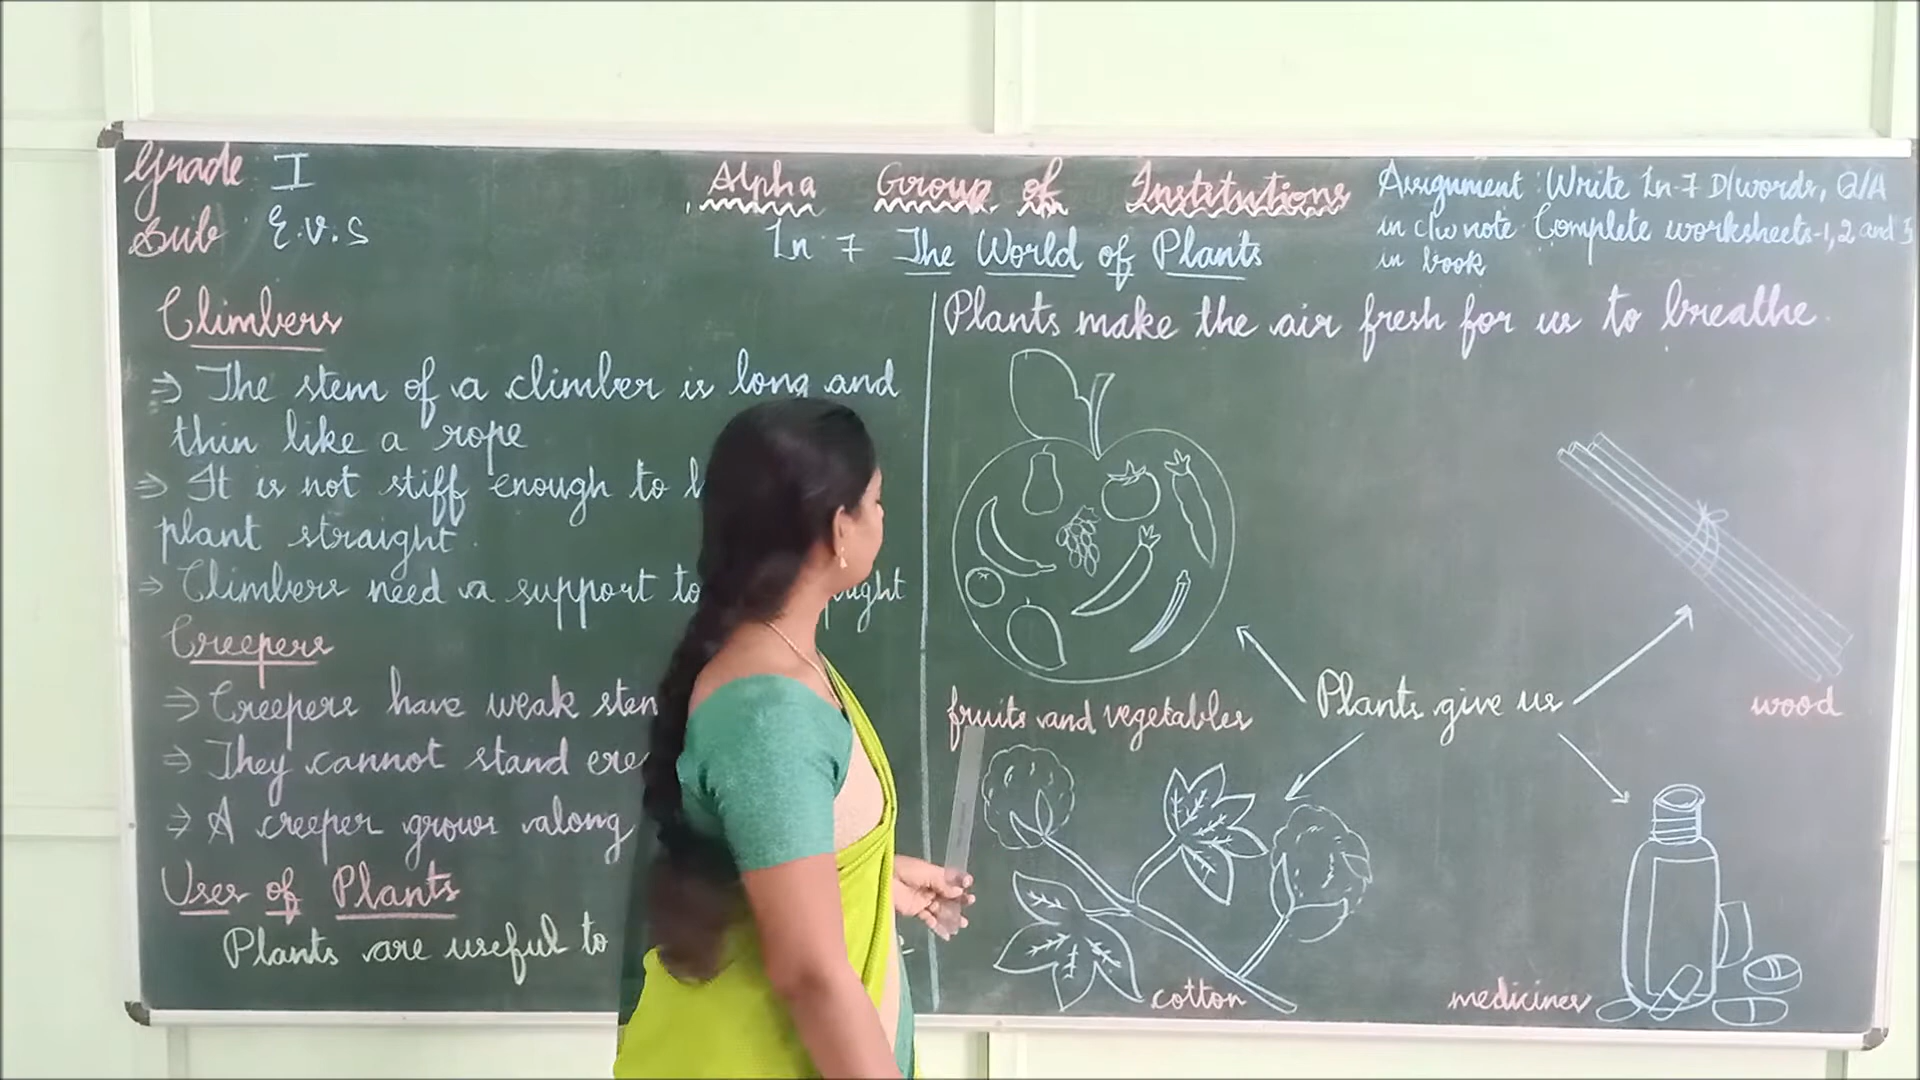 Grade I
Sub E.V.S
Alpha Group of Institutions
Ln : 7 The World of Plants
Assignment : Write Ln-7 D/words, Q/A
in c/w note Complete worksheets-1, 2 and 3
in book
Climbers
⇒ The stem of a climber is long and
thin like a rope
⇒ It is not stiff enough to
plant straight.
⇒ Climbers need a support to
Creepers
⇒ Creepers have weak
⇒ They cannot stand
⇒ A creeper grows along
Uses of Plants
Plants are useful to
Plants make the air fresh for us to breathe.
fruits and vegetables
Plants give us
wood
cotton
medicines